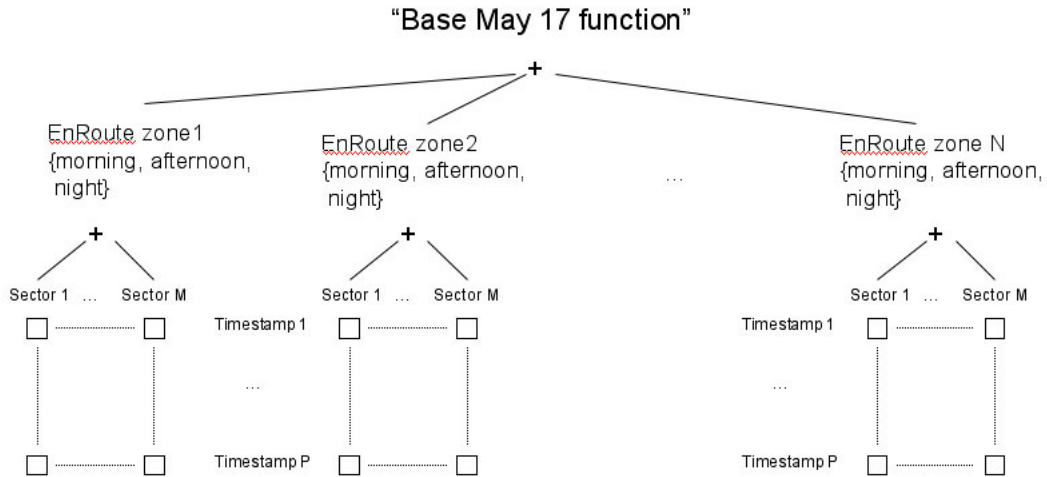 “Base May 17 function”
+
EnRoute zone1
{morning, afternoon,
night}
EnRoute zone2
{morning, afternoon,
night}
...
EnRoute zone N
{morning, afternoon,
night}
+
+
+
Sector 1 ... Sector M
Sector 1 ... Sector M
Sector 1 ... Sector M
Timestamp 1
Timestamp 1
...
...
Timestamp P
Timestamp P